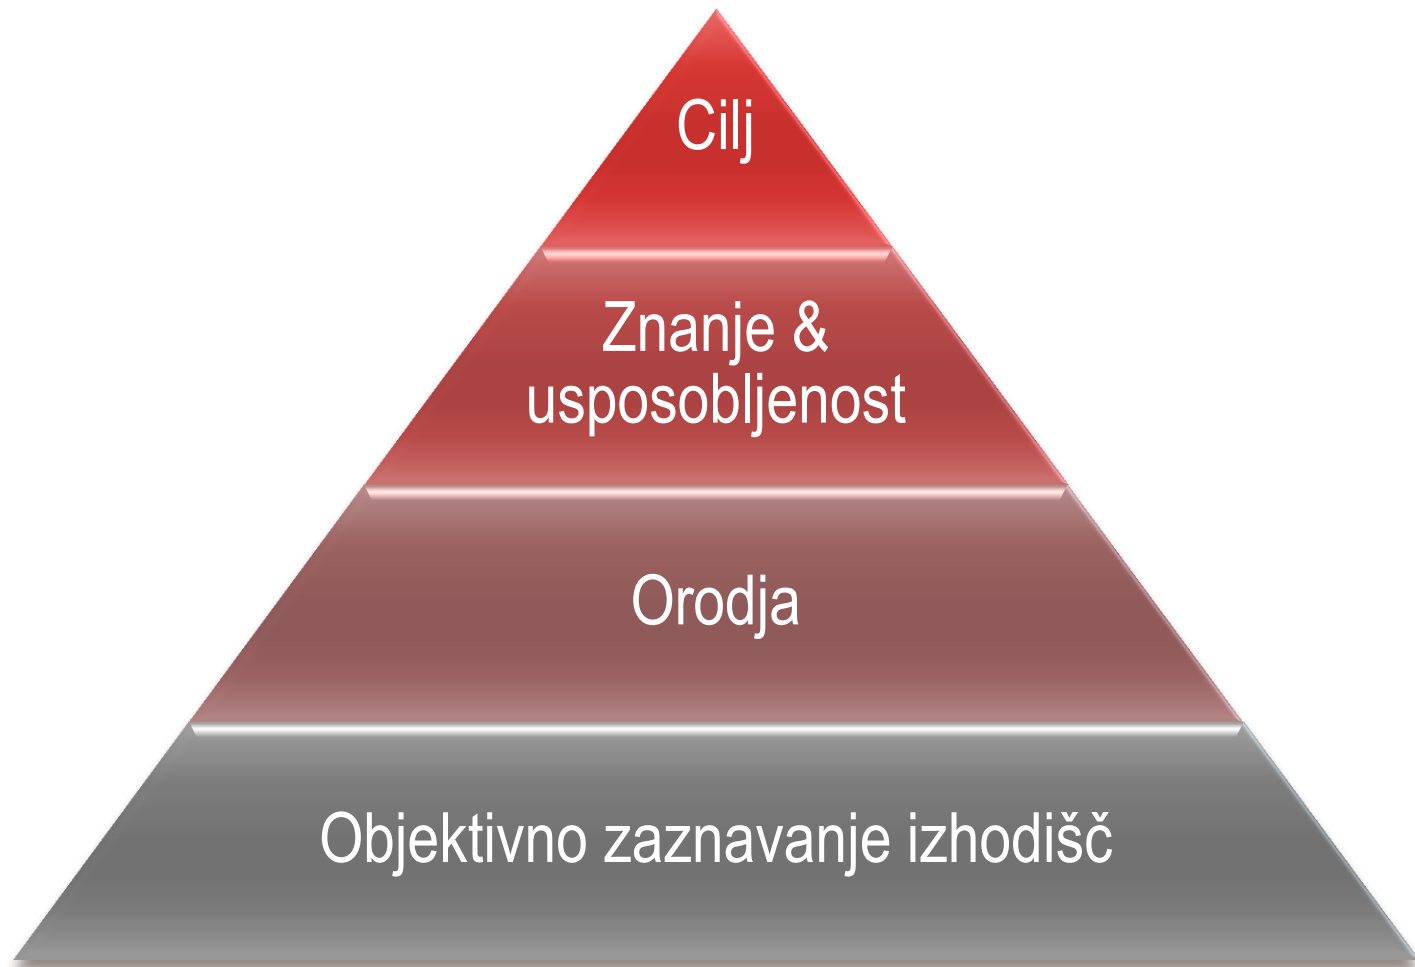 Cilj
Znanje &
usposobljenost
Orodja
Objektivno zaznavanje izhodišč